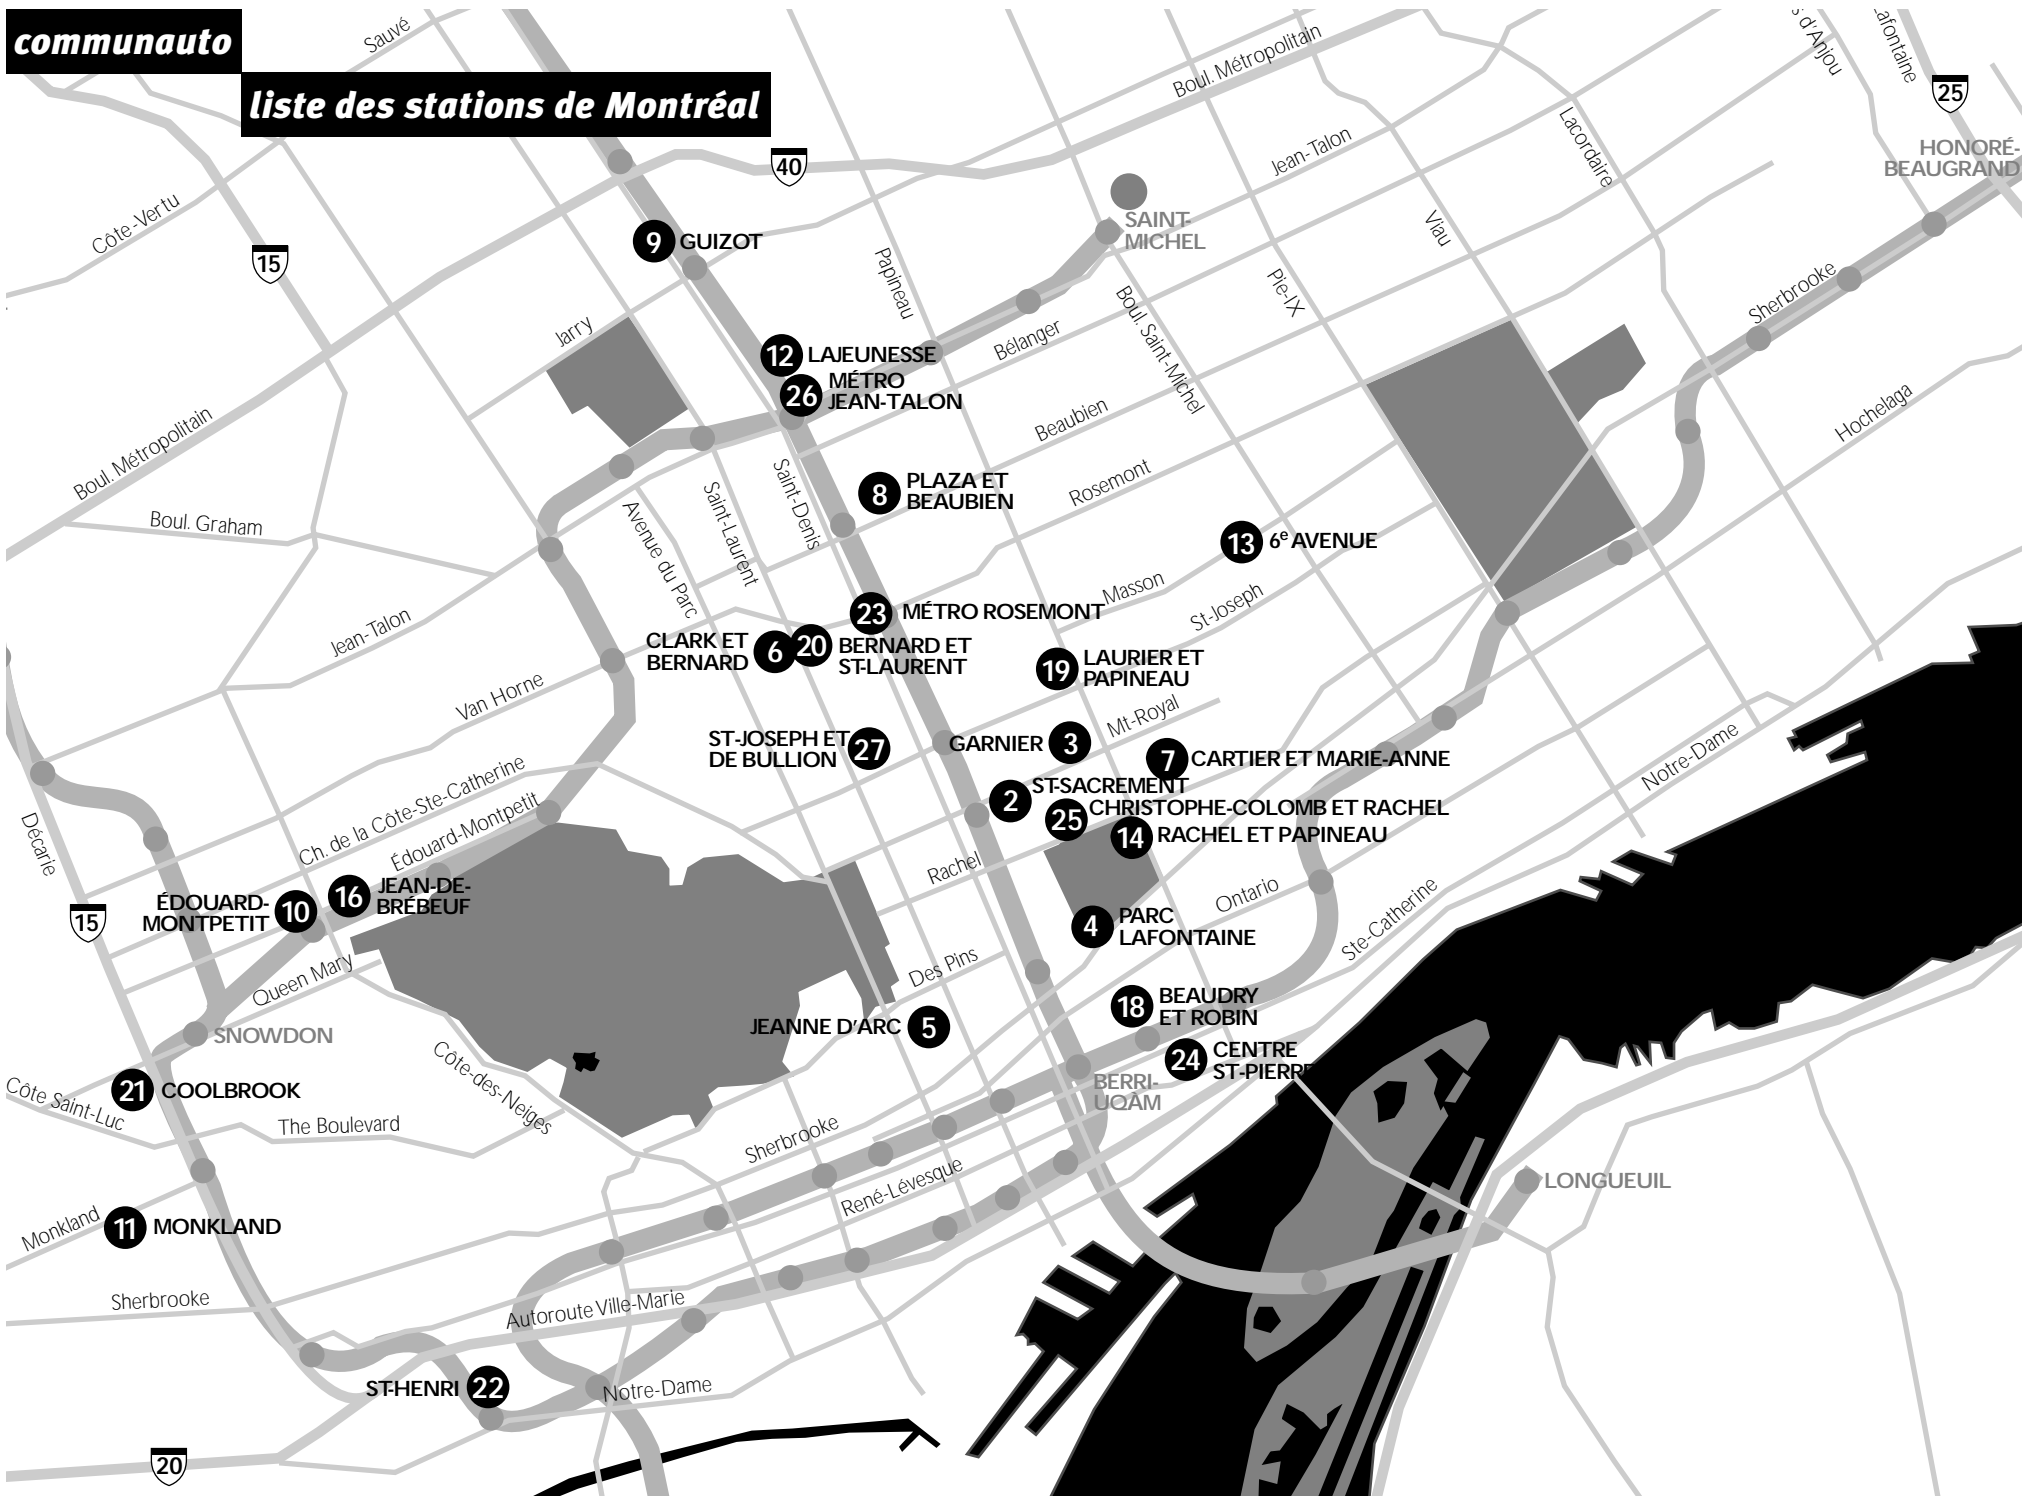 communauto
liste des stations de Montréal
Sauvé
Boul. Métropolitain
s d'Anjou
Lafontaine
25
HONORÉ-
BEAUGRAND
40
Jean-Talon
Lacordaire
Côte-Vertu
15
9 GUIZOT
SAINT-
MICHEL
Papineau
Viau
Pie-IX
Sherbrooke
Jarry
Boul. Saint-Michel
12 LAJEUNESSE
Bélanger
26 MÉTRO
JEAN-TALON
Boul. Métropolitain
Beaubien
Hochelaga
Boul. Graham
Avenue du Parc
Saint-Laurent
Saint-Denis
8 PLAZA ET
BEAUBIEN
Rosemont
13 6e AVENUE
Masson
St-Joseph
Jean-Talon
23 MÉTRO ROSEMONT
CLARK ET
BERNARD 6
20 BERNARD ET
ST-LAURENT
19 LAURIER ET
PAPINEAU
Van Horne
Mt-Royal
ST-JOSEPH ET
DE BULLION 27
GARNIER 3
7 CARTIER ET MARIE-ANNE
Notre-Dame
2 ST-SACREMENT
25 CHRISTOPHE-COLOMB ET RACHEL
14 RACHEL ET PAPINEAU
Décarie
Ch. de la Côte-Ste-Catherine
Édouard-Montpetit
Rachel
ÉDOUARD-
MONTPETIT 10
16 JEAN-DE-
BRÉBEUF
15
Ontario
Ste-Catherine
4 PARC
LAFONTAINE
Queen Mary
Des Pins
SNOWDON
JEANNE D'ARC 5
18 BEAUDRY
ET ROBIN
24 CENTRE
ST-PIERRE
BERRI-
UQÀM
21 COOLBROOK
Côte Saint-Luc
The Boulevard
Côte-des-Neiges
Sherbrooke
René-Lévesque
LONGUEUIL
Monkland
11 MONKLAND
Sherbrooke
Autoroute Ville-Marie
ST-HENRI 22
Notre-Dame
20